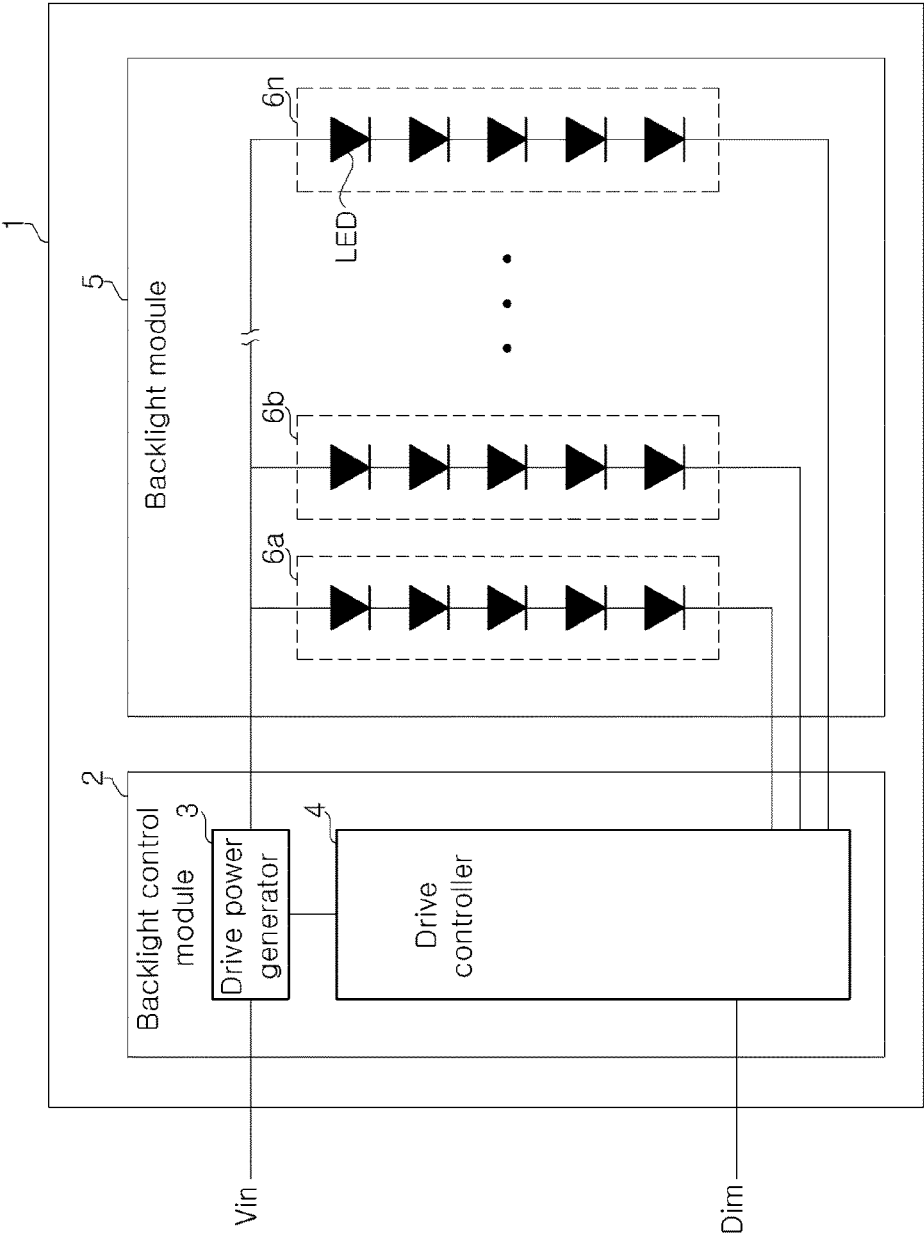 1
2
Backlight control
module
3
Drive power
generator
4
Drive
controller
5
Backlight module
6a
6b
6n
LED
Vin
Dim